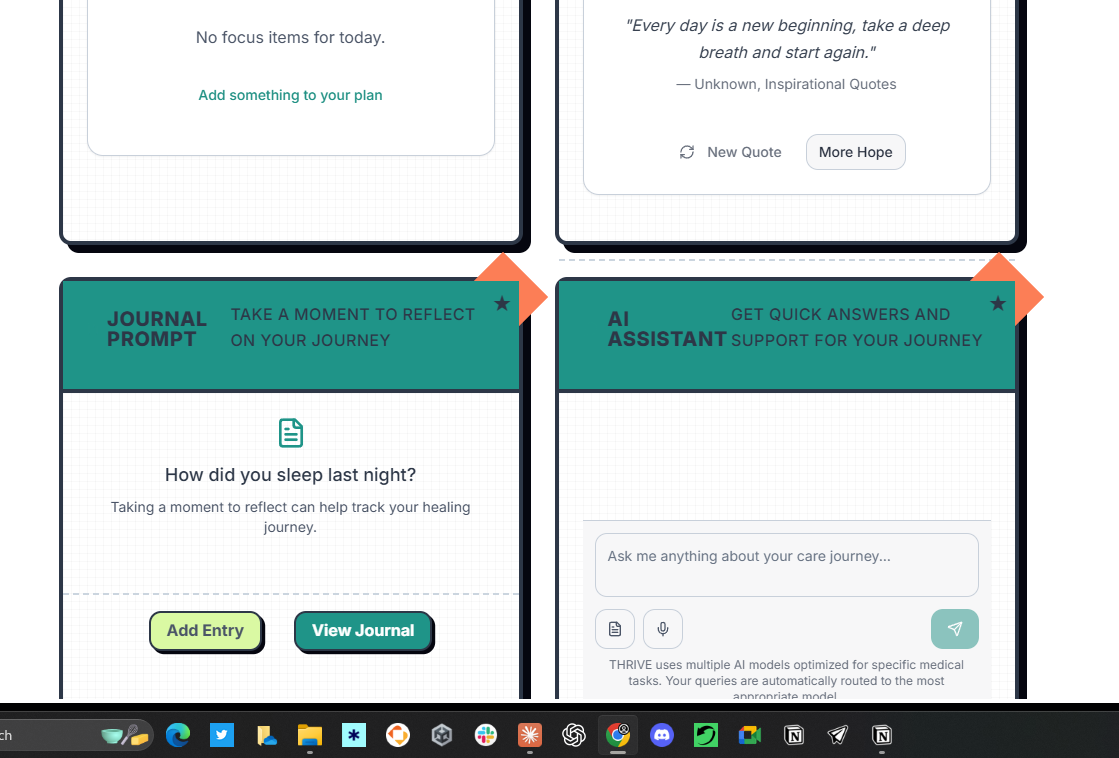 No focus items for today.
Add something to your plan
"Every day is a new beginning, take a deep
breath and start again."
— Unknown, Inspirational Quotes
New Quote
More Hope
JOURNAL
PROMPT
TAKE A MOMENT TO REFLECT
ON YOUR JOURNEY
How did you sleep last night?
Taking a moment to reflect can help track your healing
journey.
Add Entry
View Journal
AI
ASSISTANT
GET QUICK ANSWERS AND
SUPPORT FOR YOUR JOURNEY
Ask me anything about your care journey...
THRIVE uses multiple AI models optimized for specific medical
tasks. Your queries are automatically routed to the most
appropriate model.
ch